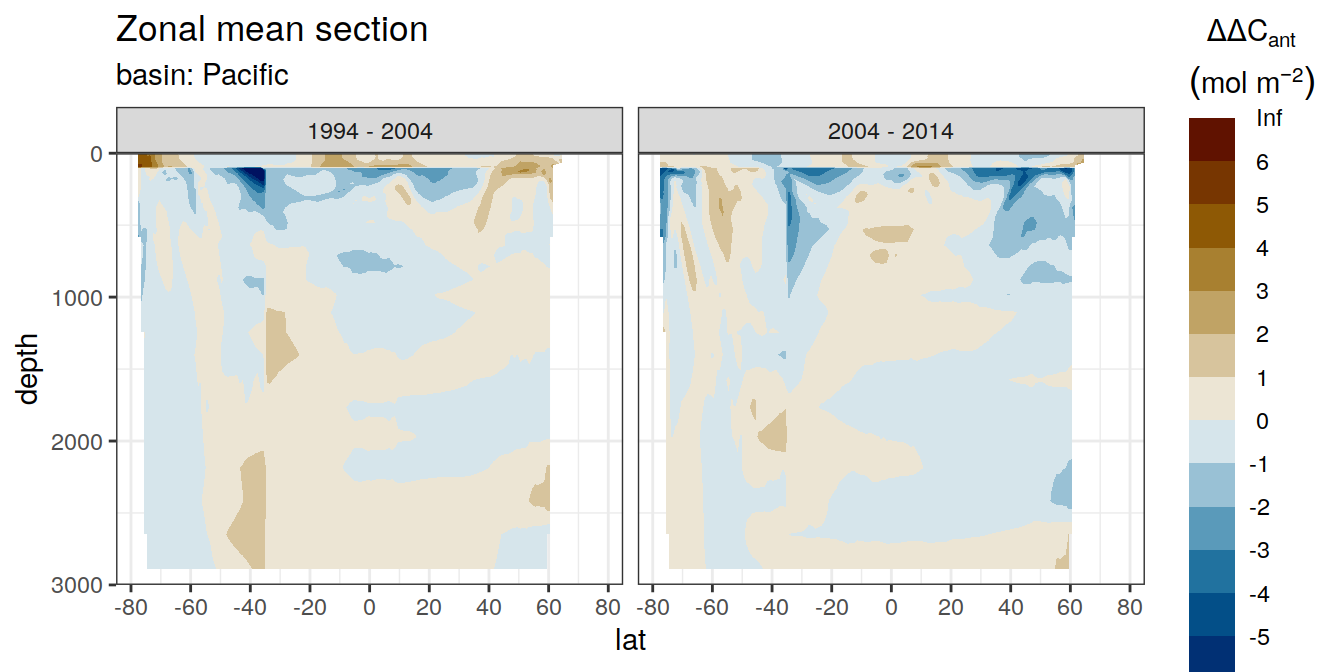 Zonal mean section
basin: Pacific
1994 - 2004
2004 - 2014
ΔΔCant
(mol m−2)
Inf
6
5
4
3
2
1
0
-1
-2
-3
-4
-5
depth
0
1000
2000
3000
-80 -60 -40 -20 0 20 40 60 80
-80 -60 -40 -20 0 20 40 60 80
lat